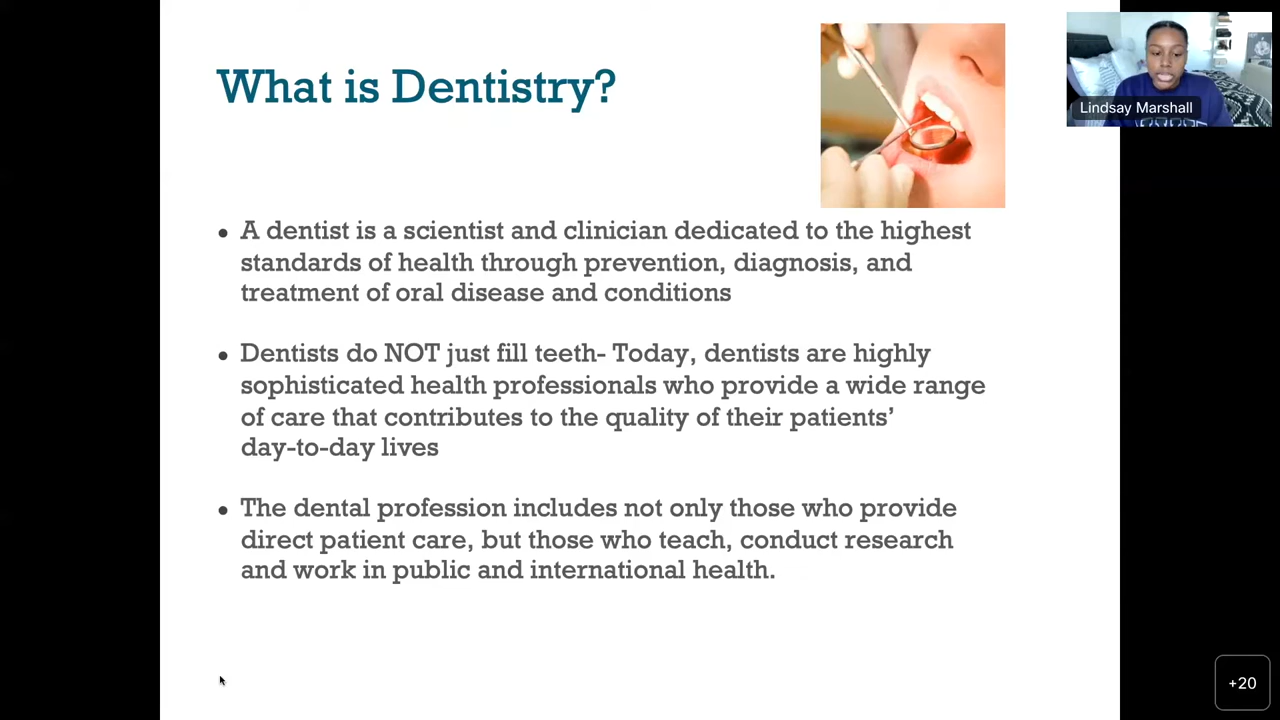 What is Dentistry?
Lindsay Marshall
• A dentist is a scientist and clinician dedicated to the highest
standards of health through prevention, diagnosis, and
treatment of oral disease and conditions
• Dentists do NOT just fill teeth- Today, dentists are highly
sophisticated health professionals who provide a wide range
of care that contributes to the quality of their patients’
day-to-day lives
• The dental profession includes not only those who provide
direct patient care, but those who teach, conduct research
and work in public and international health.
+20